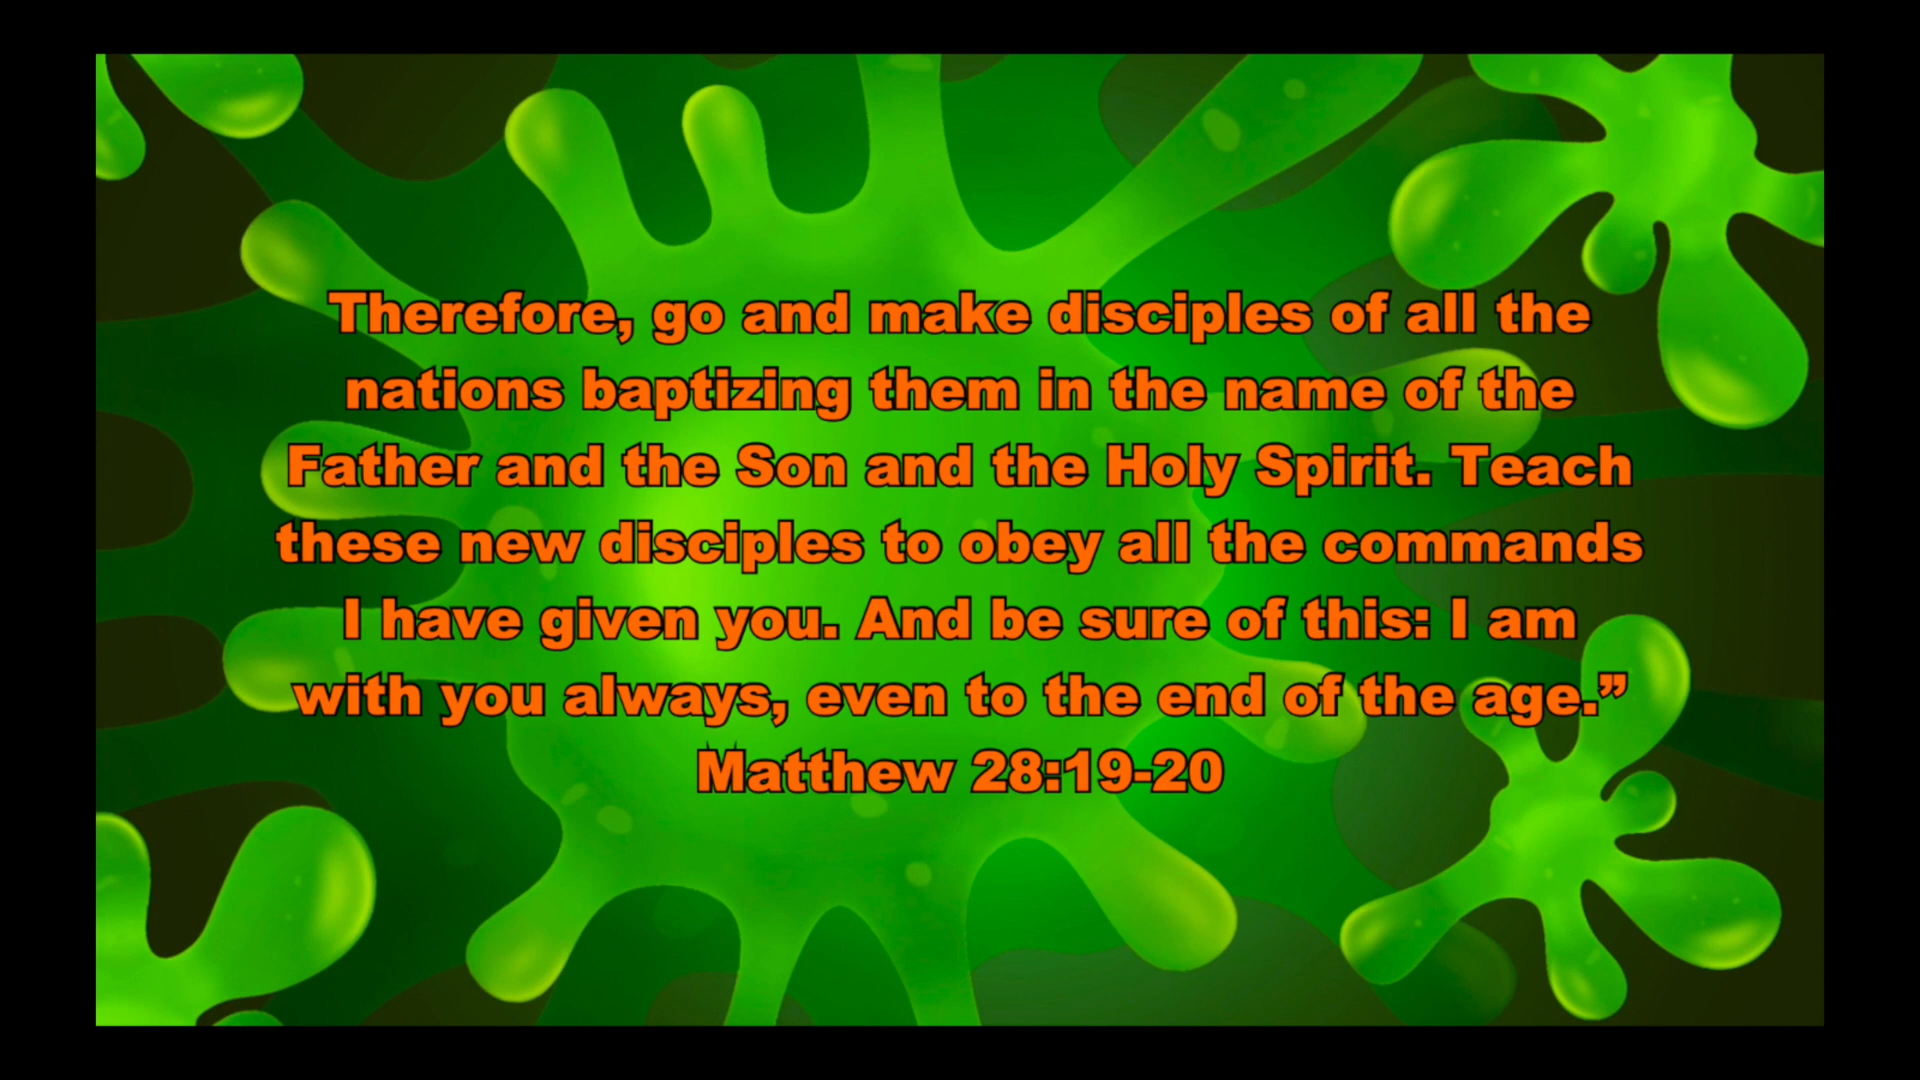 Therefore, go and make disciples of all the
nations baptizing them in the name of the
Father and the Son and the Holy Spirit. Teach
these new disciples to obey all the commands
I have given you. And be sure of this: I am
with you always, even to the end of the age.”
Matthew 28:19-20